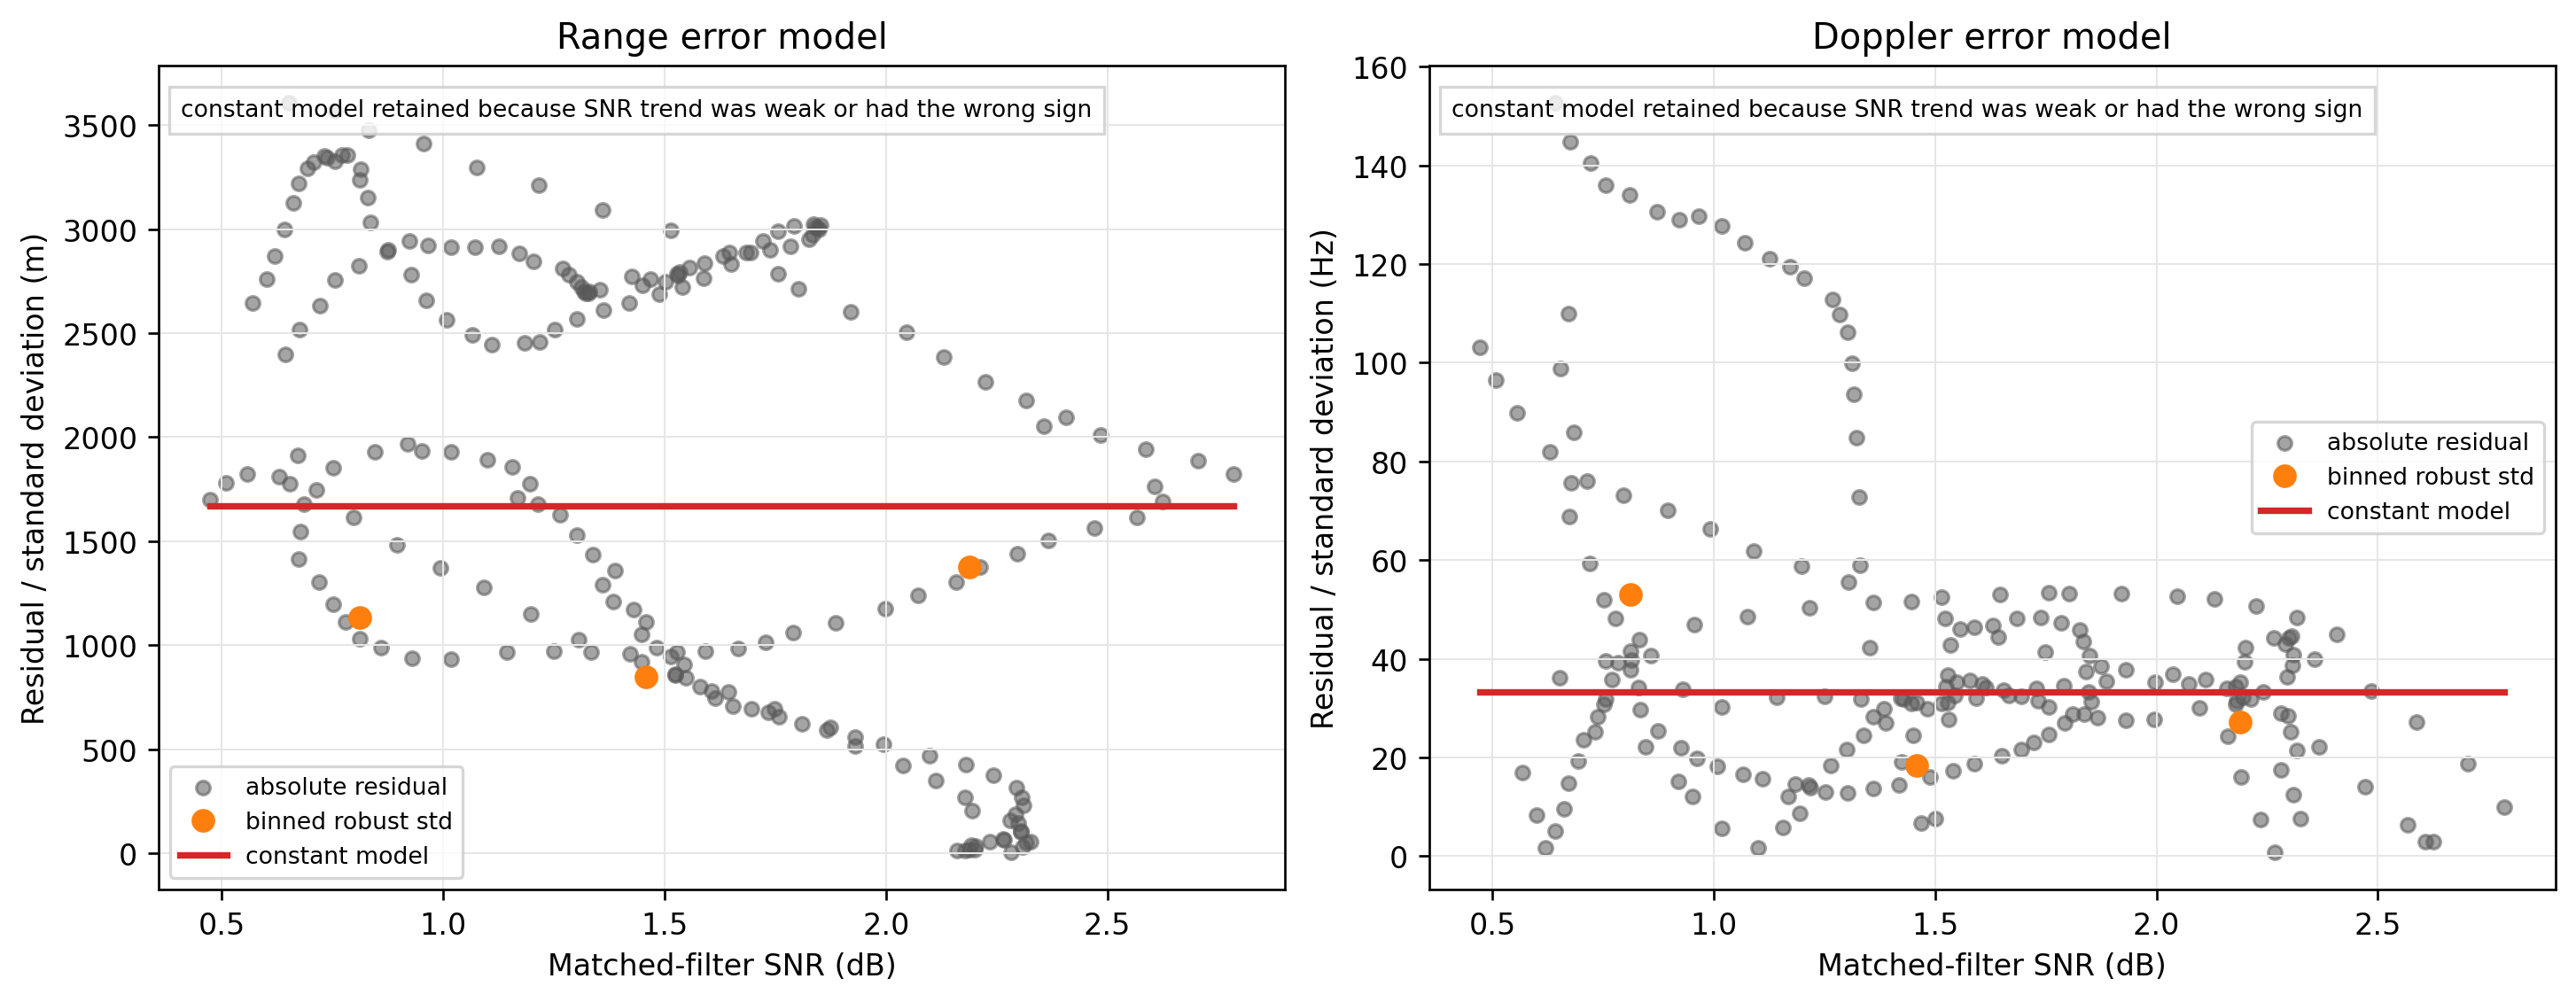 Range error model
constant model retained because SNR trend was weak or had the wrong sign
Residual / standard deviation (m)
3500
3000
2500
2000
1500
1000
500
0
absolute residual
binned robust std
constant model
0.5 1.0 1.5 2.0 2.5
Matched-filter SNR (dB)
Doppler error model
constant model retained because SNR trend was weak or had the wrong sign
Residual / standard deviation (Hz)
160
140
120
100
80
60
40
20
0
absolute residual
binned robust std
constant model
0.5 1.0 1.5 2.0 2.5
Matched-filter SNR (dB)